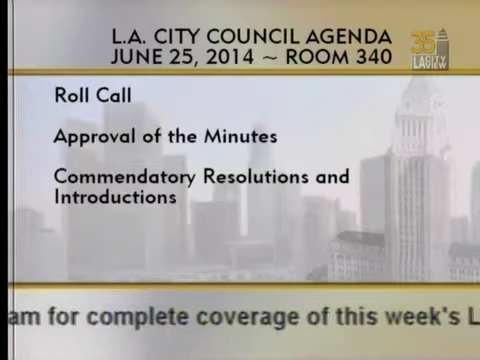 L.A. CITY COUNCIL AGENDA
JUNE 25, 2014 ~ ROOM 340
35
LA CITY
VIEW
Roll Call
Approval of the Minutes
Commendatory Resolutions and
Introductions
am for complete coverage of this week's L